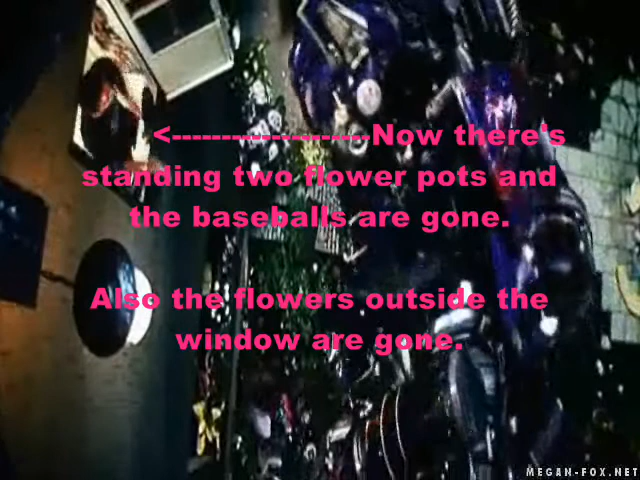 <--------------------Now there's
standing two flower pots and
the baseballs are gone.
Also the flowers outside the
window are gone.
MEGAN-FOX.NET